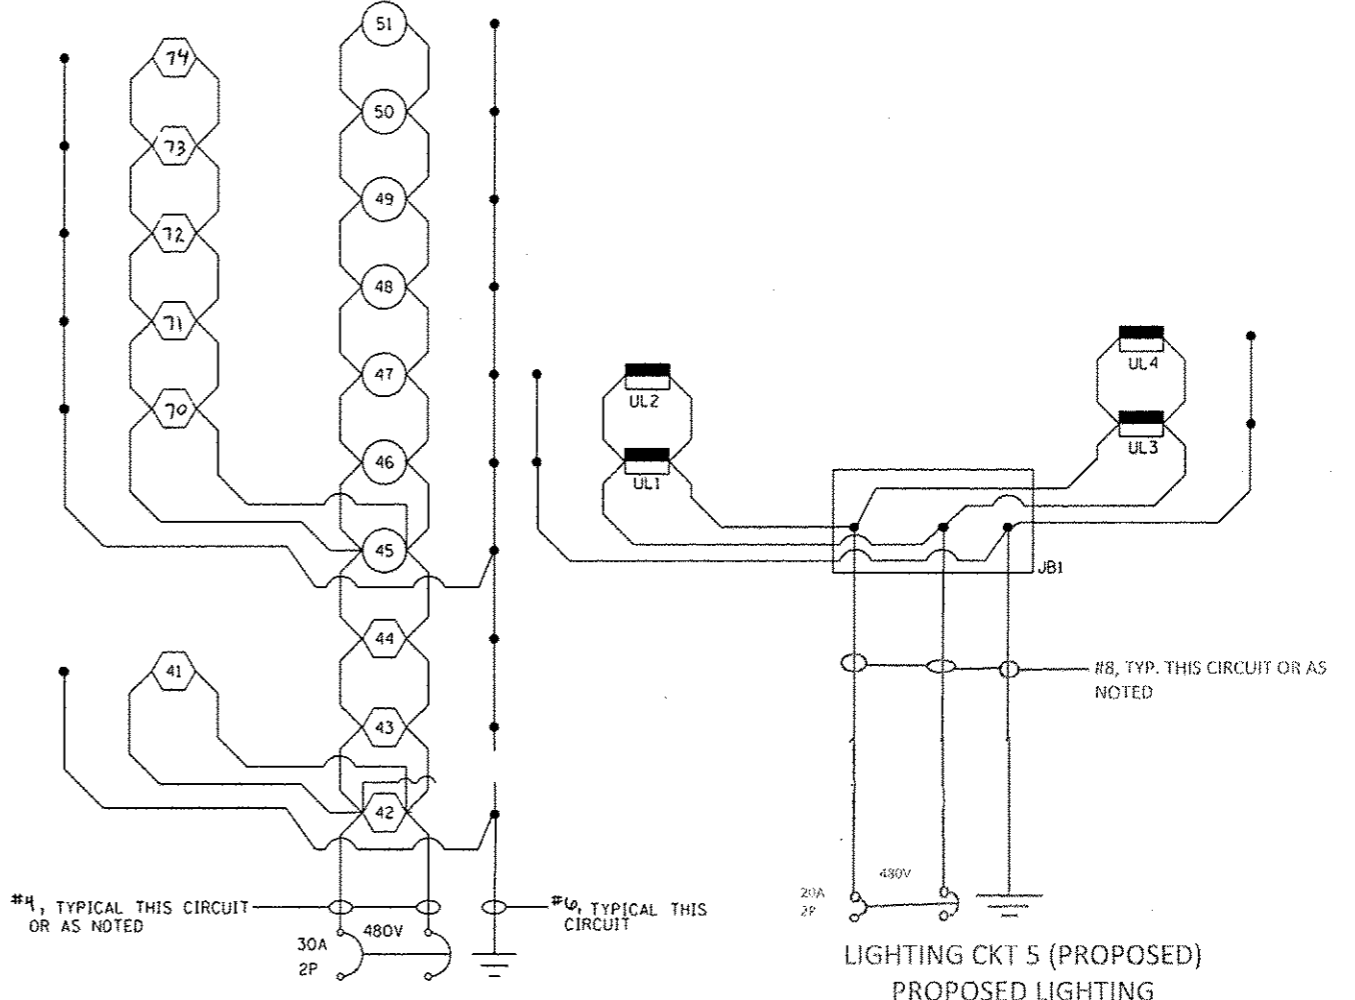 51
74
50
73
49
72
48
71
47
70
46
45
44
41
43
42
UL2
UL1
UL4
UL3
JB1
#8, TYP. THIS CIRCUIT OR AS
NOTED
#4, TYPICAL THIS CIRCUIT
OR AS NOTED
480V
30A
2P
#6, TYPICAL THIS
CIRCUIT
480V
20A
2P
LIGHTING CKT 5 (PROPOSED)
PROPOSED LIGHTING